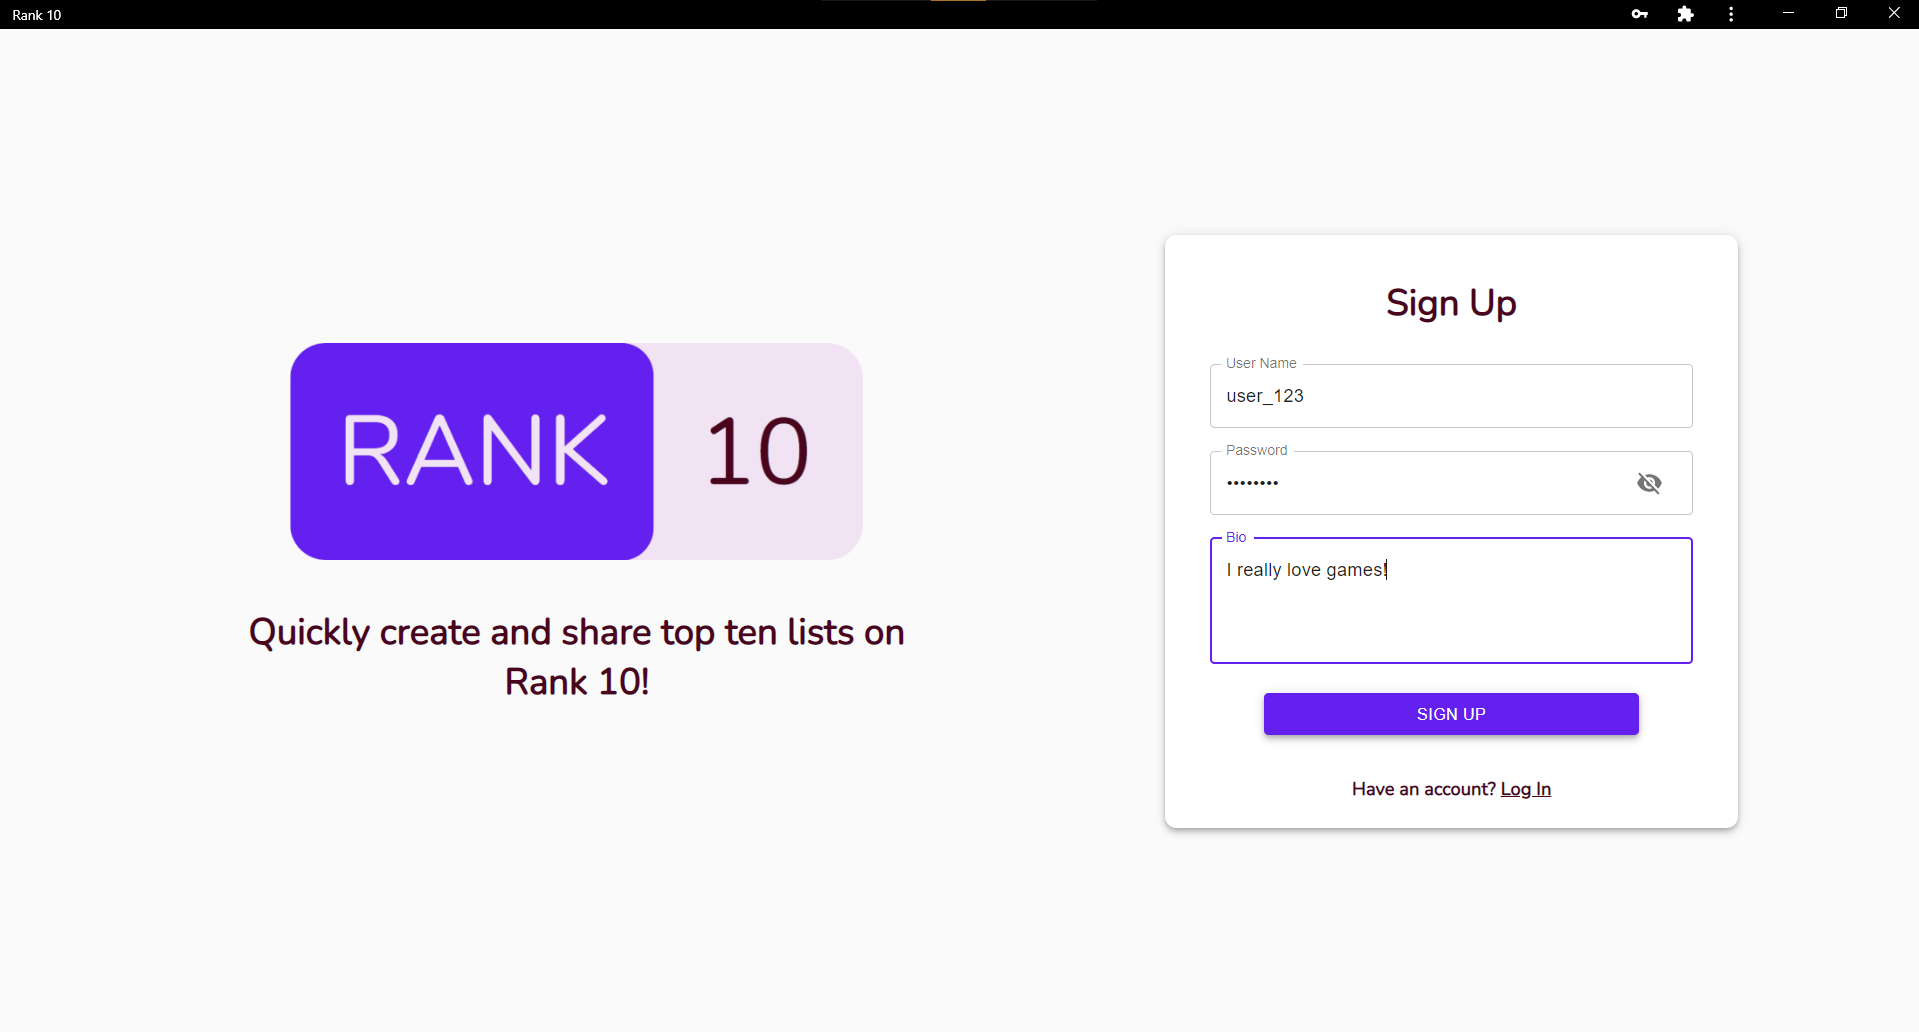 Rank 10
RANK 10
Quickly create and share top ten lists on
Rank 10!
Sign Up
User Name
user_123
Password
••••••••
Bio
I really love games!
SIGN UP
Have an account? Log In